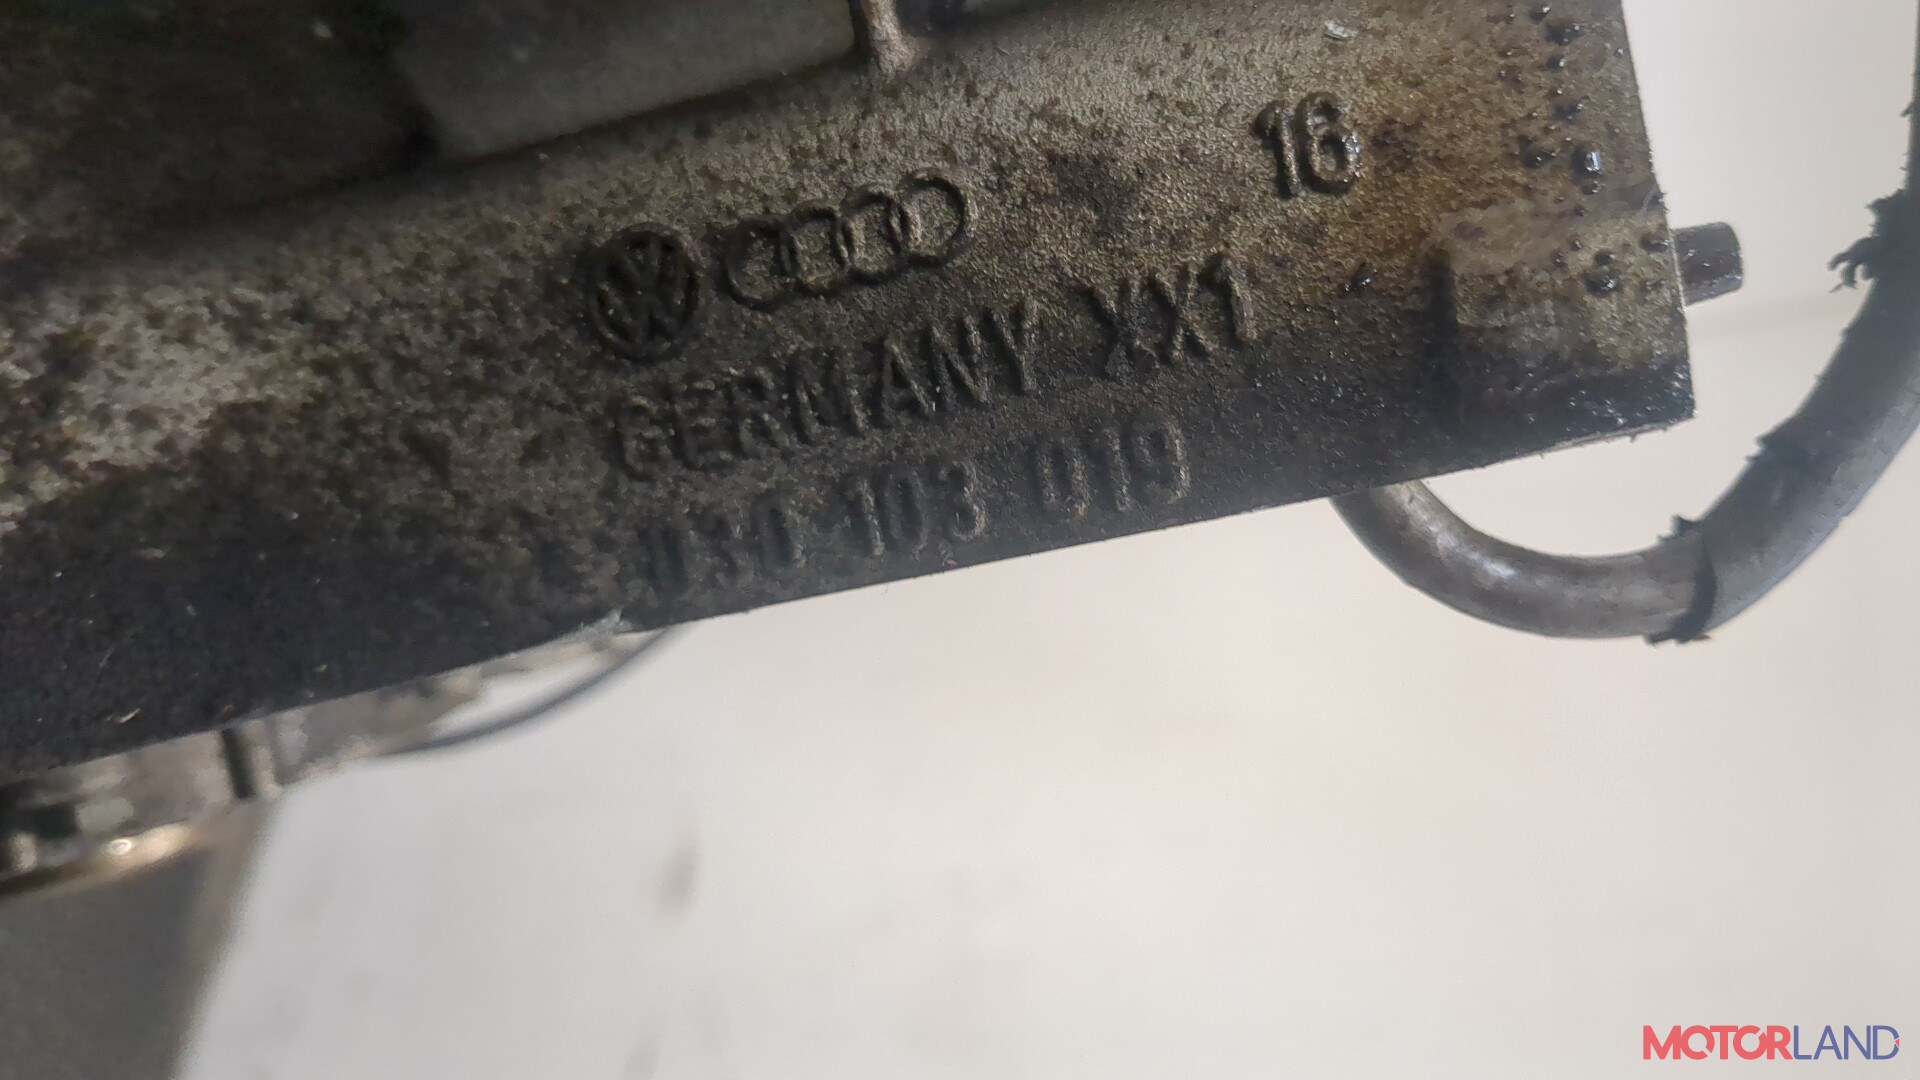 16
GERMANY XX1
030 103 019
MOTORLAND